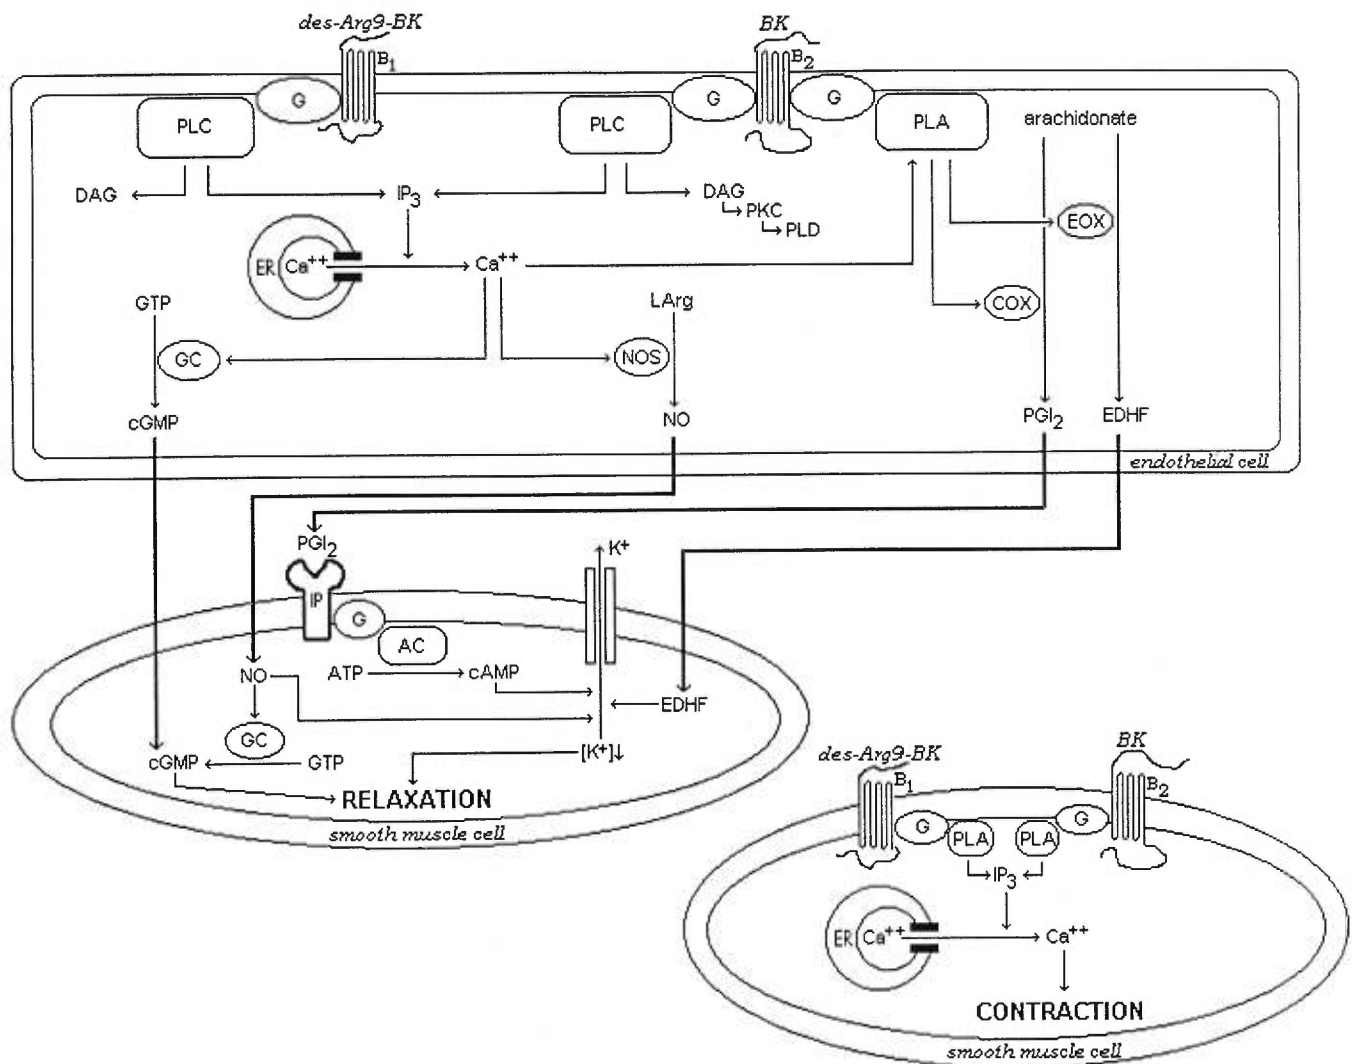 des-Arg9-BK
BK
B1
B2
G
G
G
PLC
PLC
PLA
arachidonate
DAG
IP3
DAG
PKC
PLD
EOX
ER
Ca++
Ca++
GTP
LArg
COX
GC
NOS
cGMP
NO
PGI2
EDHF
endothelial cell
PGI2
K+
IP
G
AC
NO
ATP
cAMP
EDHF
GC
cGMP
GTP
[K+]↓
RELAXATION
smooth muscle cell
des-Arg9-BK
BK
B1
B2
G
G
PLA
PLA
IP3
ER
Ca++
Ca++
CONTRACTION
smooth muscle cell